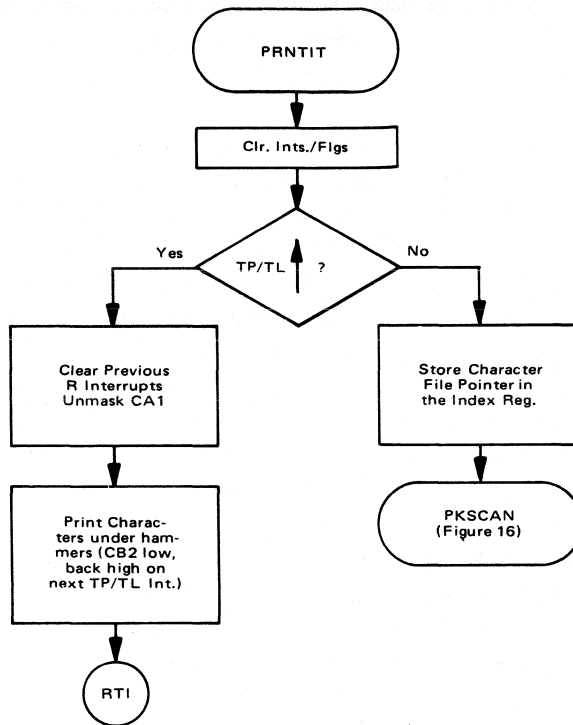 PRNTIT
Clr. Ints./Flgs
Yes
TP/TL ?
No
Clear Previous
R Interrupts
Unmask CA1
Store Character
File Pointer in
the Index Reg.
Print Charac-
ters under ham-
mers (CB2 low,
back high on
next TP/TL Int.)
PKSCAN
(Figure 16)
RTI